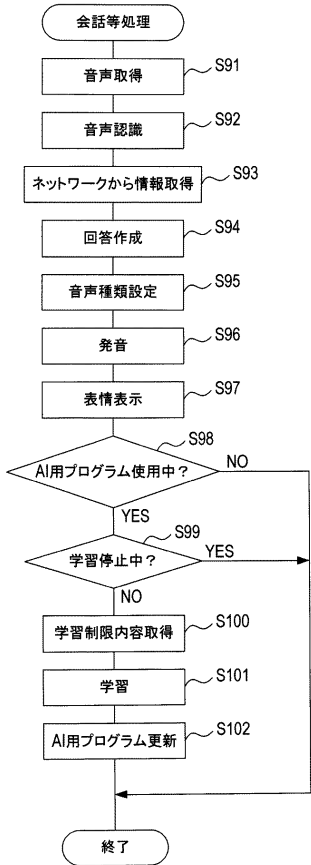 会話等処理
音声取得
S91
音声認識
S92
ネットワークから情報取得
S93
回答作成
S94
音声種類設定
S95
発音
S96
表情表示
S97
AI用プログラム使用中？
S98
NO
YES
学習停止中？
S99
YES
NO
学習制限内容取得
S100
学習
S101
AI用プログラム更新
S102
終了